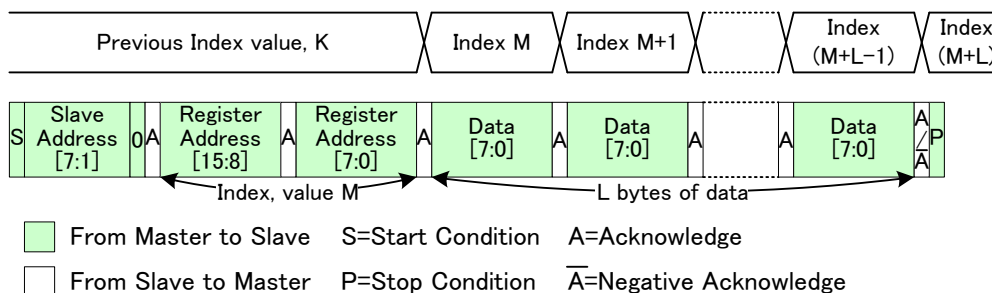 Previous Index value, K
Index M
Index M+1
Index
(M+L−1)
Index
(M+L)
S
Slave
Address
[7:1]
0
A
Register
Address
[15:8]
A
Register
Address
[7:0]
A
Data
[7:0]
A
Data
[7:0]
A
A
Data
[7:0]
A
/
A̅
P
Index, value M
L bytes of data
From Master to Slave
S=Start Condition
A=Acknowledge
From Slave to Master
P=Stop Condition
A̅=Negative Acknowledge